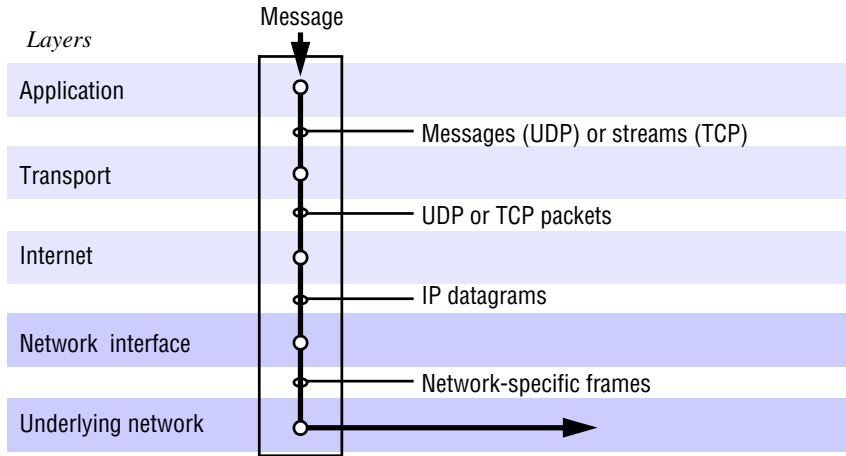 Message
Layers
Application
Messages (UDP) or streams (TCP)
Transport
UDP or TCP packets
Internet
IP datagrams
Network interface
Network-specific frames
Underlying network